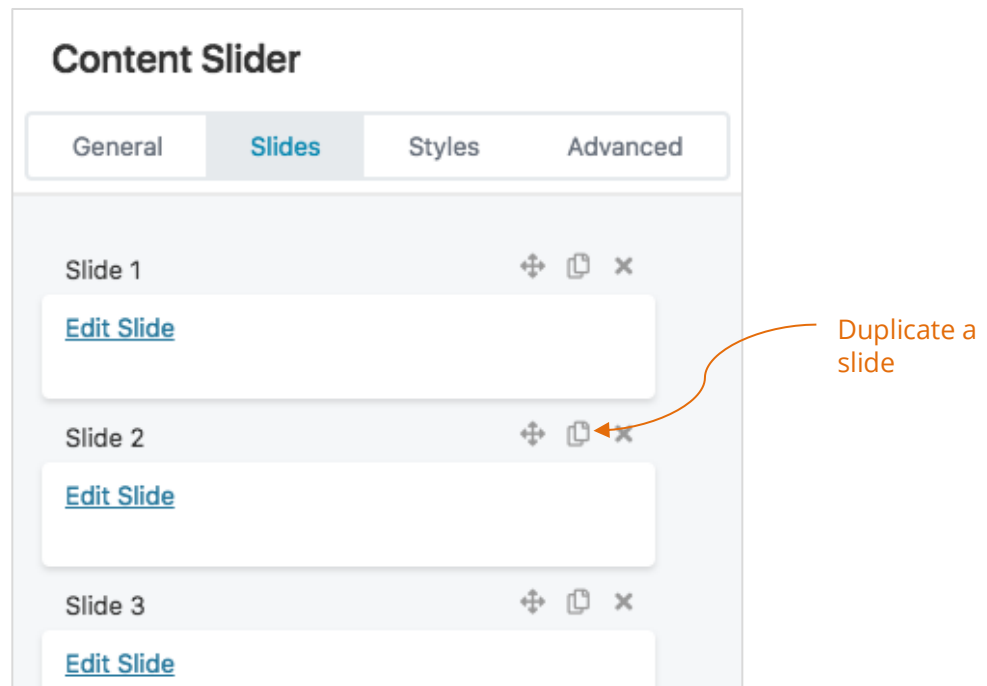 Content Slider
General Slides Styles Advanced
Slide 1
Edit Slide
Duplicate a
slide
Slide 2
Edit Slide
Slide 3
Edit Slide